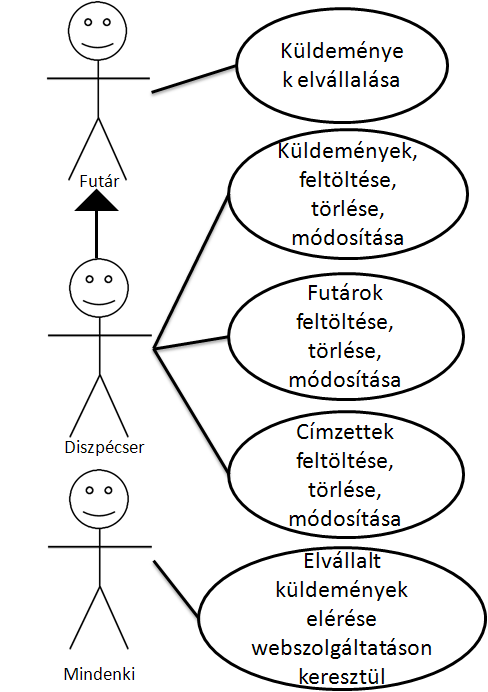 Küldeménye
k elvállalása
Futár
Küldemények,
feltöltése,
törlése,
módosítása
Futárok
feltöltése,
törlése,
módosítása
Diszpécser
Címzettek
feltöltése,
törlése,
módosítása
Elvállalt
küldemények
elérése
webszolgáltatáson
keresztül
Mindenki